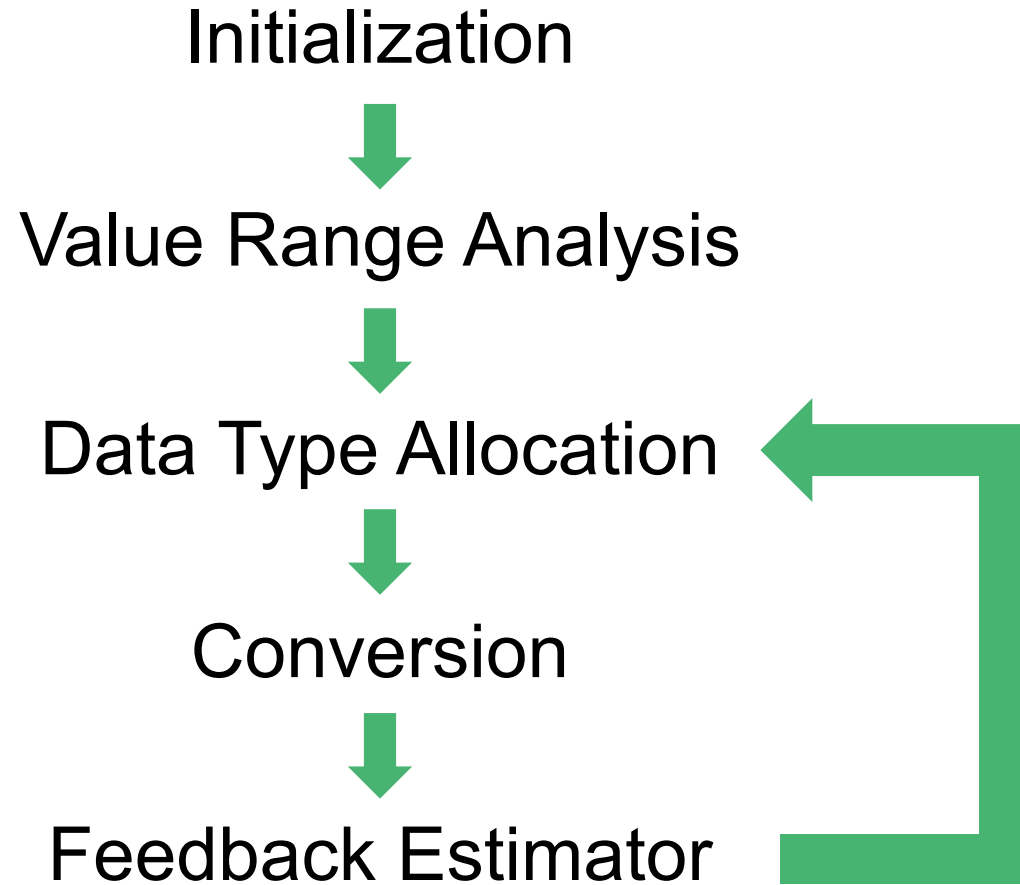 Initialization
Value Range Analysis
Data Type Allocation
Conversion
Feedback Estimator